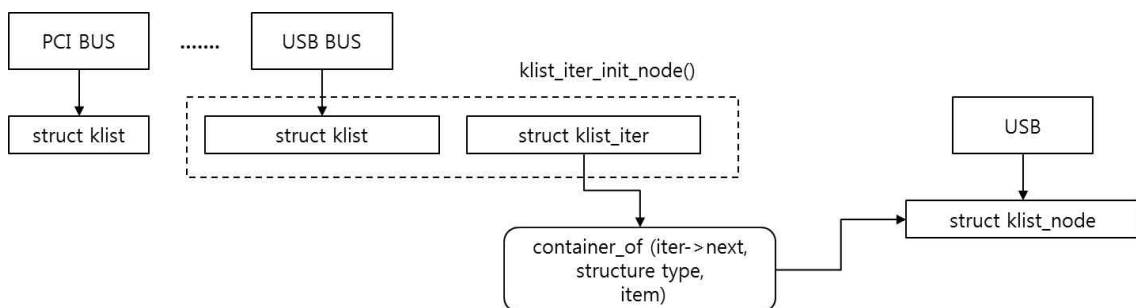 PCI BUS
.......
USB BUS
klist_iter_init_node()
struct klist
struct klist
struct klist_iter
USB
struct klist_node
container_of (iter->next,
structure type,
item)